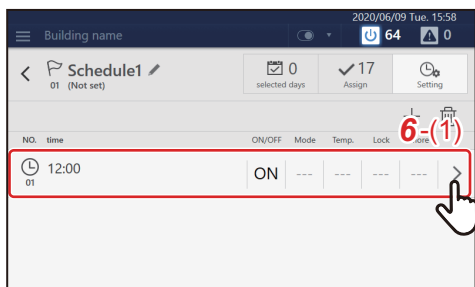 2020/06/09 Tue. 15:58
Building name
64
0
Schedule1
01 (Not set)
0
selected days
17
Assign
Setting
6-(1)
NO. time ON/OFF Mode Temp. Lock
01
12:00 ON --- --- --- ---